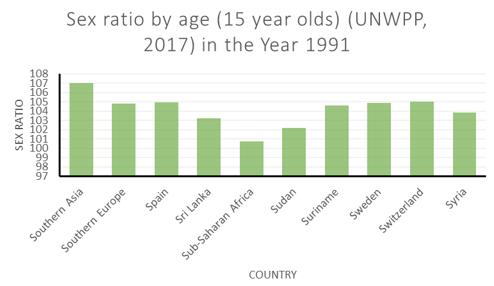 Sex ratio by age (15 year olds) (UNWPP,
2017) in the Year 1991
108
107
106
105
104
103
102
101
100
99
98
97
SEX RATIO
Southern Asia
Southern Europe
Spain
Sri Lanka
Sub-Saharan Africa
Sudan
Suriname
Sweden
Switzerland
Syria
COUNTRY